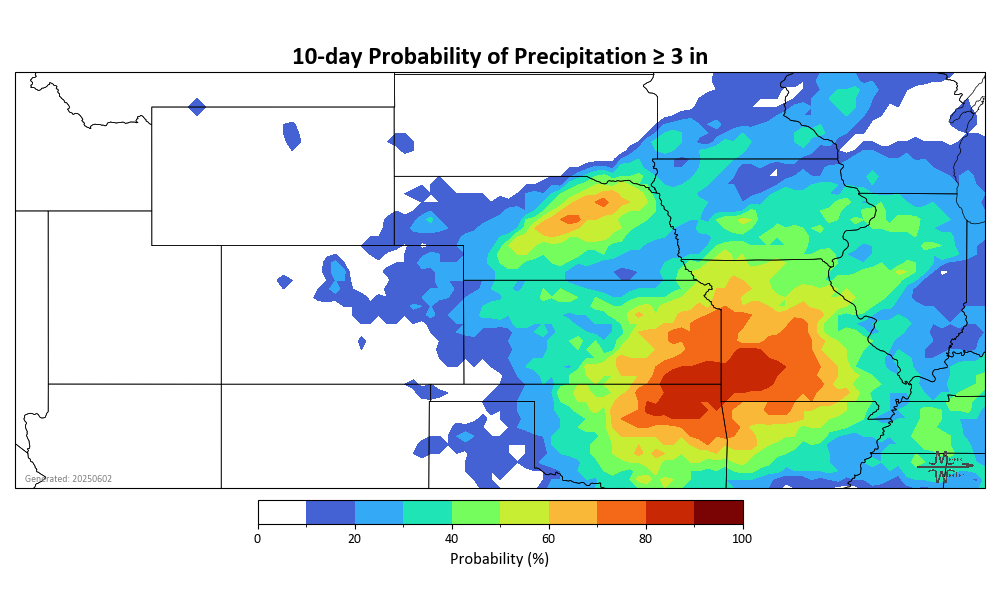 10-day Probability of Precipitation ≥ 3 in
Generated: 20250602
0 20 40 60 80 100
Probability (%)